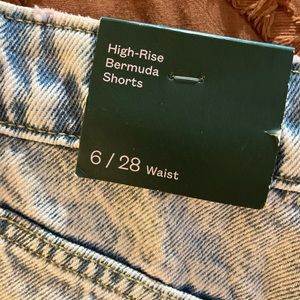 High-Rise
Bermuda
Shorts
6 / 28 Waist